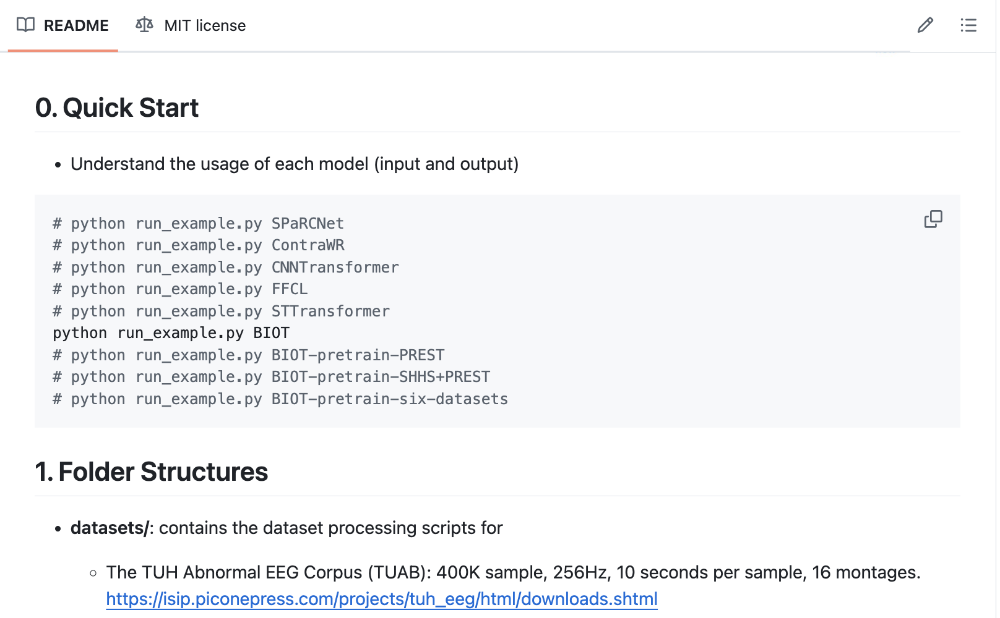 README MIT license
0. Quick Start
• Understand the usage of each model (input and output)
# python run_example.py SPaRCNet
# python run_example.py ContraWR
# python run_example.py CNNTransformer
# python run_example.py FFCL
# python run_example.py STTransformer
python run_example.py BIOT
# python run_example.py BIOT-pretrain-PREST
# python run_example.py BIOT-pretrain-SHHS+PREST
# python run_example.py BIOT-pretrain-six-datasets
1. Folder Structures
• datasets/: contains the dataset processing scripts for
◦ The TUH Abnormal EEG Corpus (TUAB): 400K sample, 256Hz, 10 seconds per sample, 16 montages.
https://isip.piconepress.com/projects/tuh_eeg/html/downloads.shtml